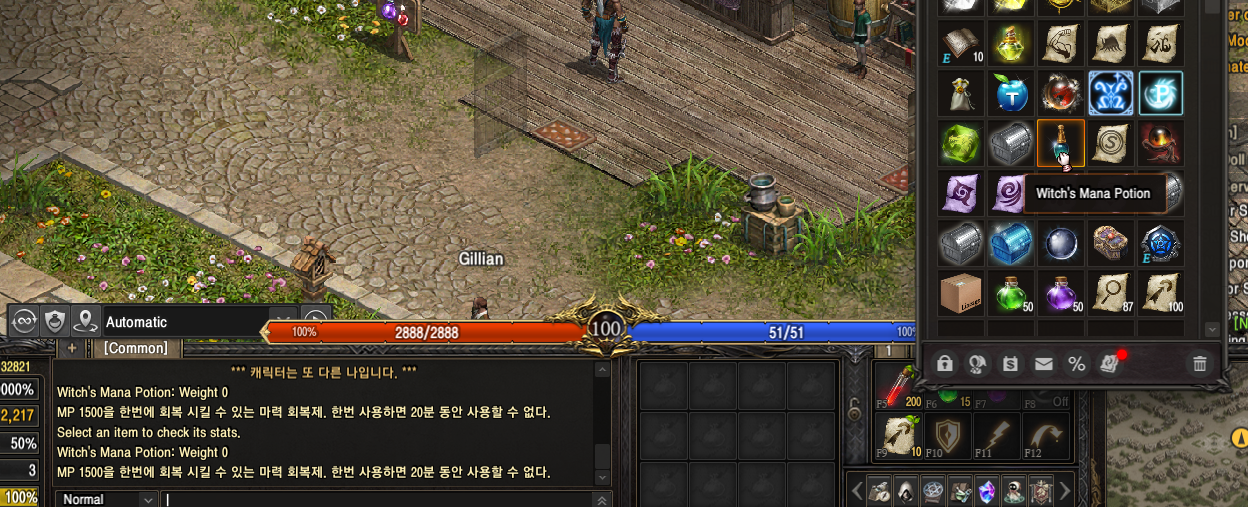 E
10
T
P
S
Witch's Mana Potion
E
Lineage
50
50
87
100
Gillian
Automatic
100%
2888/2888
100
51/51
100%
+
[Common]
1
32821
000%
2,217
50%
3
100%
*** 캐릭터는 또 다른 나입니다. ***
Witch's Mana Potion: Weight 0
MP 1500을 한번에 회복 시킬 수 있는 마력 회복제. 한번 사용하면 20분 동안 사용할 수 없다.
Select an item to check its stats.
Witch's Mana Potion: Weight 0
MP 1500을 한번에 회복 시킬 수 있는 마력 회복제. 한번 사용하면 20분 동안 사용할 수 없다.
Normal
F5
200
F6
15
F7
F8
Off
F9
10
F10
F11
F12